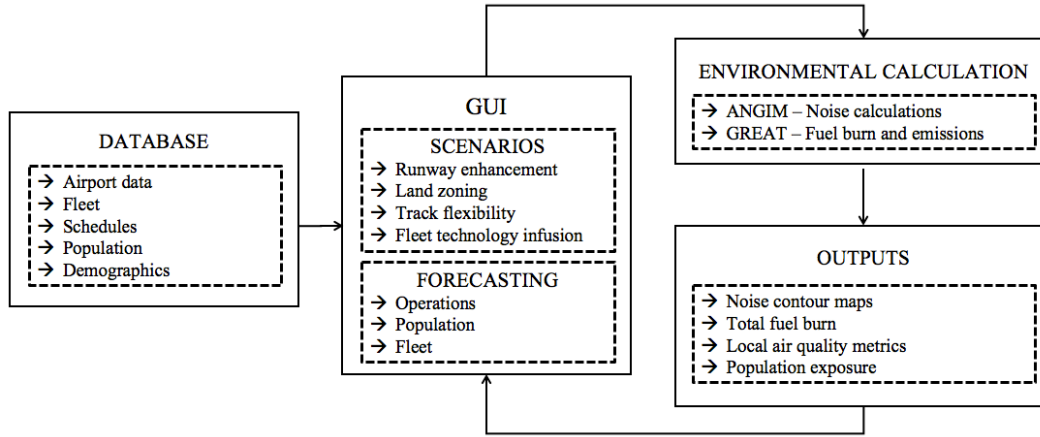 DATABASE
→ Airport data
→ Fleet
→ Schedules
→ Population
→ Demographics
GUI
SCENARIOS
→ Runway enhancement
→ Land zoning
→ Track flexibility
→ Fleet technology infusion
FORECASTING
→ Operations
→ Population
→ Fleet
ENVIRONMENTAL CALCULATION
→ ANGIM – Noise calculations
→ GREAT – Fuel burn and emissions
OUTPUTS
→ Noise contour maps
→ Total fuel burn
→ Local air quality metrics
→ Population exposure